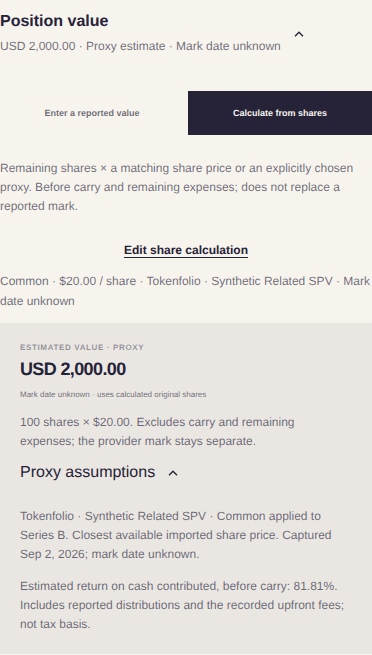 Position value
USD 2,000.00 · Proxy estimate · Mark date unknown
Enter a reported value
Calculate from shares
Remaining shares × a matching share price or an explicitly chosen
proxy. Before carry and remaining expenses; does not replace a
reported mark.
Edit share calculation
Common · $20.00 / share · Tokenfolio · Synthetic Related SPV · Mark
date unknown
ESTIMATED VALUE · PROXY
USD 2,000.00
Mark date unknown · uses calculated original shares
100 shares × $20.00. Excludes carry and remaining
expenses; the provider mark stays separate.
Proxy assumptions
Tokenfolio · Synthetic Related SPV · Common applied to
Series B. Closest available imported share price. Captured
Sep 2, 2026; mark date unknown.
Estimated return on cash contributed, before carry: 81.81%.
Includes reported distributions and the recorded upfront fees;
not tax basis.